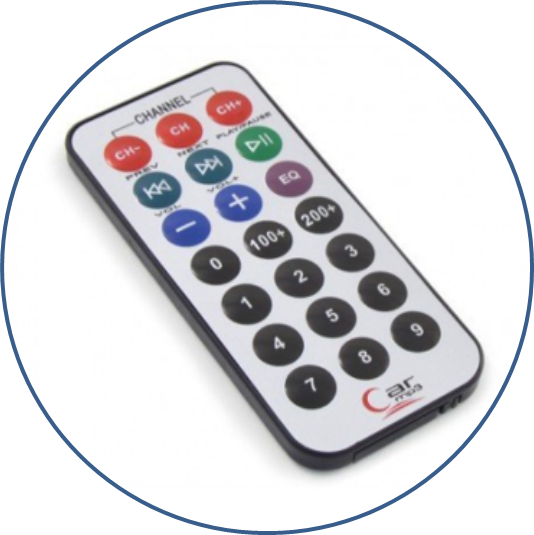 CHANNEL
CH- CH CH+
PREV NEXT PLAY/PAUSE
VOL- VOL+
− + EQ
0 100+ 200+
1 2 3
4 5 6
7 8 9
Car
mp3